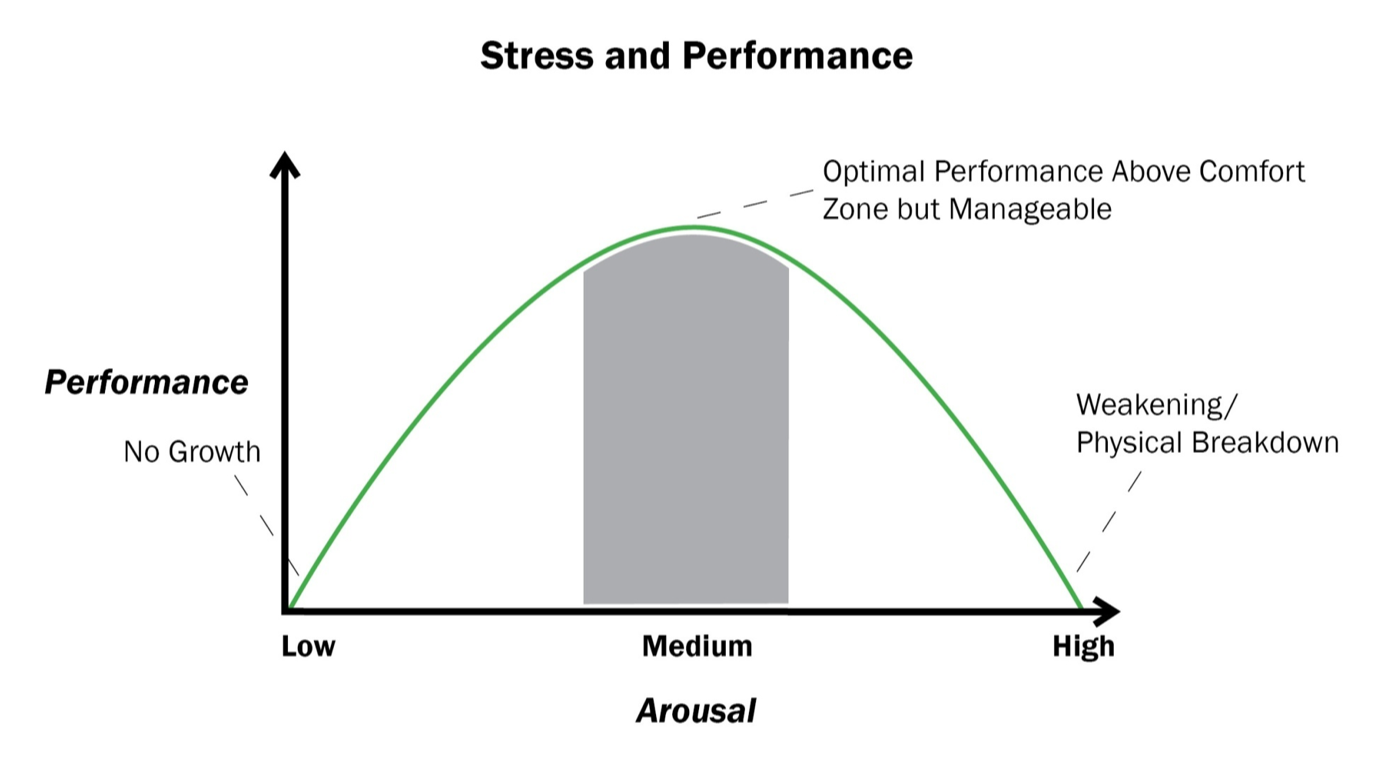 Stress and Performance
Optimal Performance Above Comfort
Zone but Manageable
Performance
No Growth
Weakening/
Physical Breakdown
Low
Medium
High
Arousal